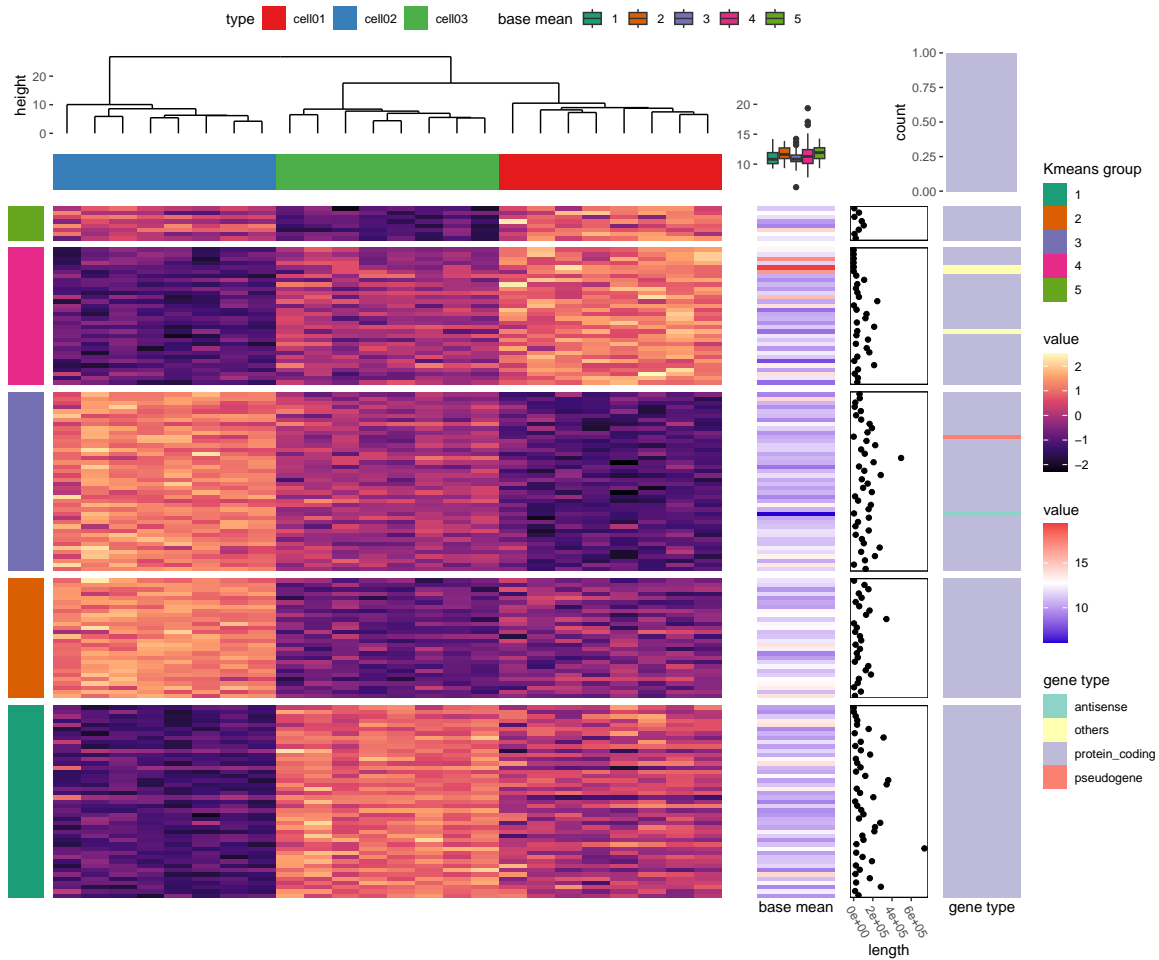 type cell01 cell02 cell03 base mean 1 2 3 4 5
height
20
10
0
20
15
10
count
1.00
0.75
0.50
0.25
0.00
Kmeans group
1
2
3
4
5
value
2
1
0
−1
−2
value
15
10
gene type
antisense
others
protein_coding
pseudogene
base mean
0e+00
2e+05
4e+05
6e+05
length
gene type